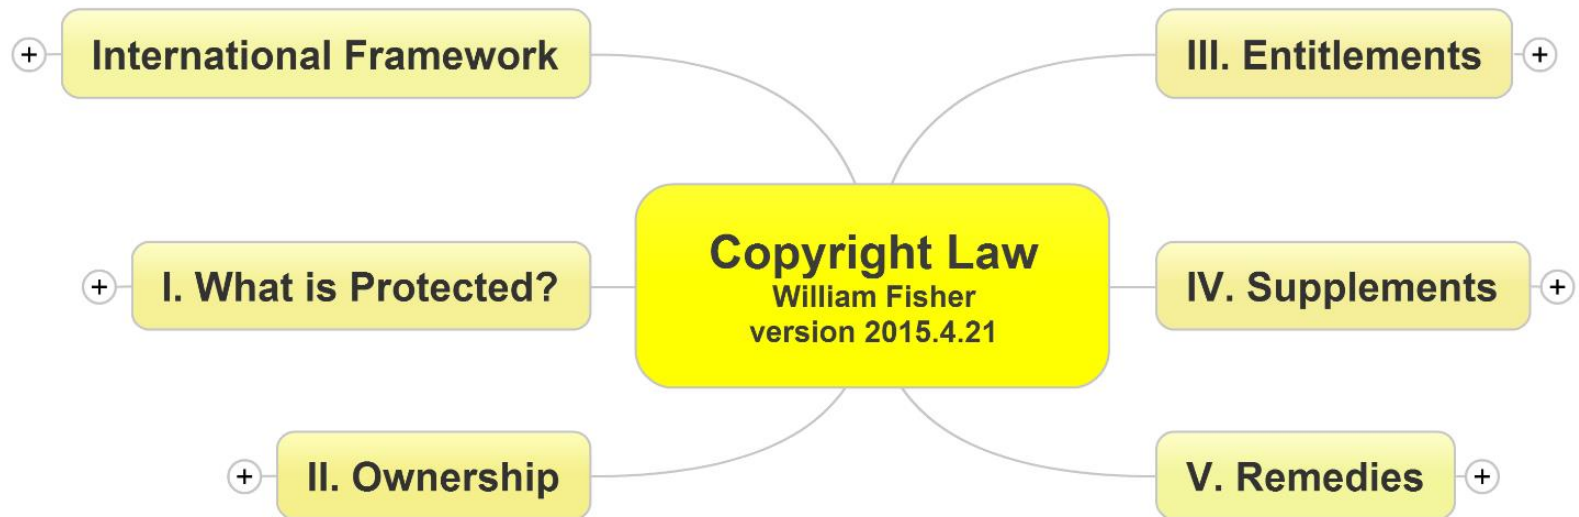 International Framework
I. What is Protected?
II. Ownership
Copyright Law
William Fisher
version 2015.4.21
III. Entitlements
IV. Supplements
V. Remedies